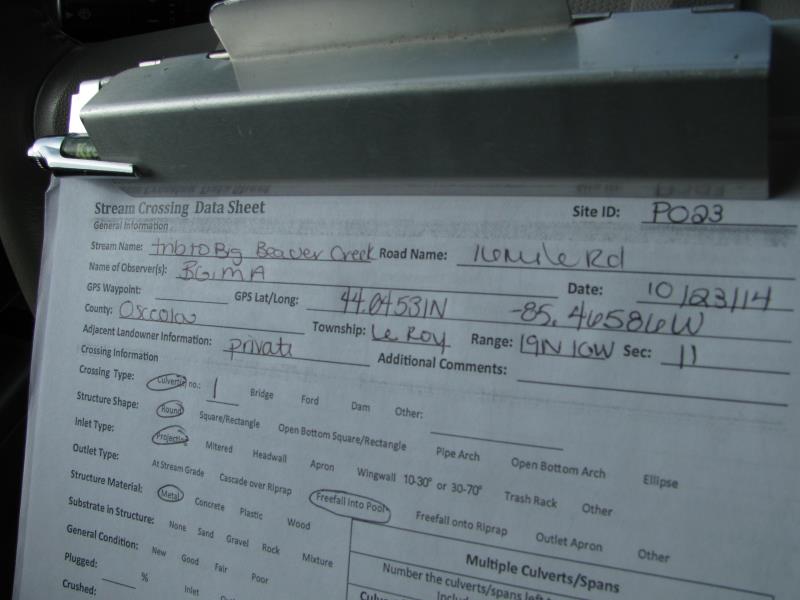 Stream Crossing Data Sheet Site ID: PO23
General Information
Stream Name: trib to Big Beaver Creek Road Name: 16 mile Rd
Name of Observer(s): BG, MA Date: 10/23/14
GPS Waypoint: GPS Lat/Long: 44.04531N -85.46586W
County: Osceola Township: Le Roy Range: 19N 10W Sec: 11
Adjacent Landowner Information: private Additional Comments:
Crossing Information
Crossing Type: Culvert(s) no.: 1 Bridge Ford Dam Other:
Structure Shape: Round Square/Rectangle Open Bottom Square/Rectangle Pipe Arch Open Bottom Arch Ellipse
Inlet Type: Projecting Mitered Headwall Apron Wingwall 10-30° or 30-70° Trash Rack Other
Outlet Type: At Stream Grade Cascade over Riprap Freefall into Pool Freefall onto Riprap Outlet Apron Other
Structure Material: Metal Concrete Plastic Wood
Substrate in Structure: None Sand Gravel Rock Mixture
General Condition: New Good Fair Poor
Plugged: % Inlet
Crushed:
Multiple Culverts/Spans
Number the culverts/spans left